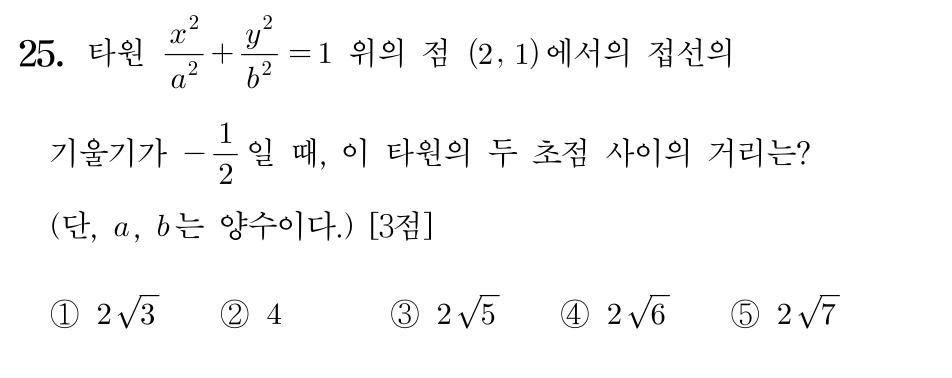 25. 타원 $\frac{x^2}{a^2}+\frac{y^2}{b^2}=1$ 위의 점 (2, 1)에서의 접선의
기울기가 $-\frac{1}{2}$일 때, 이 타원의 두 초점 사이의 거리는?
(단, a, b는 양수이다.) [3점]
① $2\sqrt{3}$ ② 4 ③ $2\sqrt{5}$ ④ $2\sqrt{6}$ ⑤ $2\sqrt{7}$